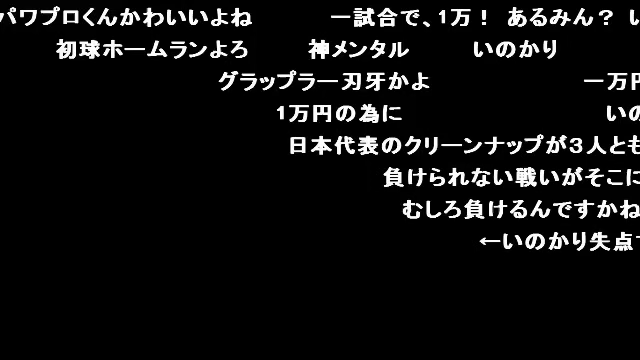 パワプロくんかわいいよね 一試合で、1万！ あるみん？
初球ホームランよろ 神メンタル いのかり
グラップラー刃牙かよ 一万円
1万円の為に いの
日本代表のクリーンナップが３人とも
負けられない戦いがそこに
むしろ負けるんですかね
←いのかり失点